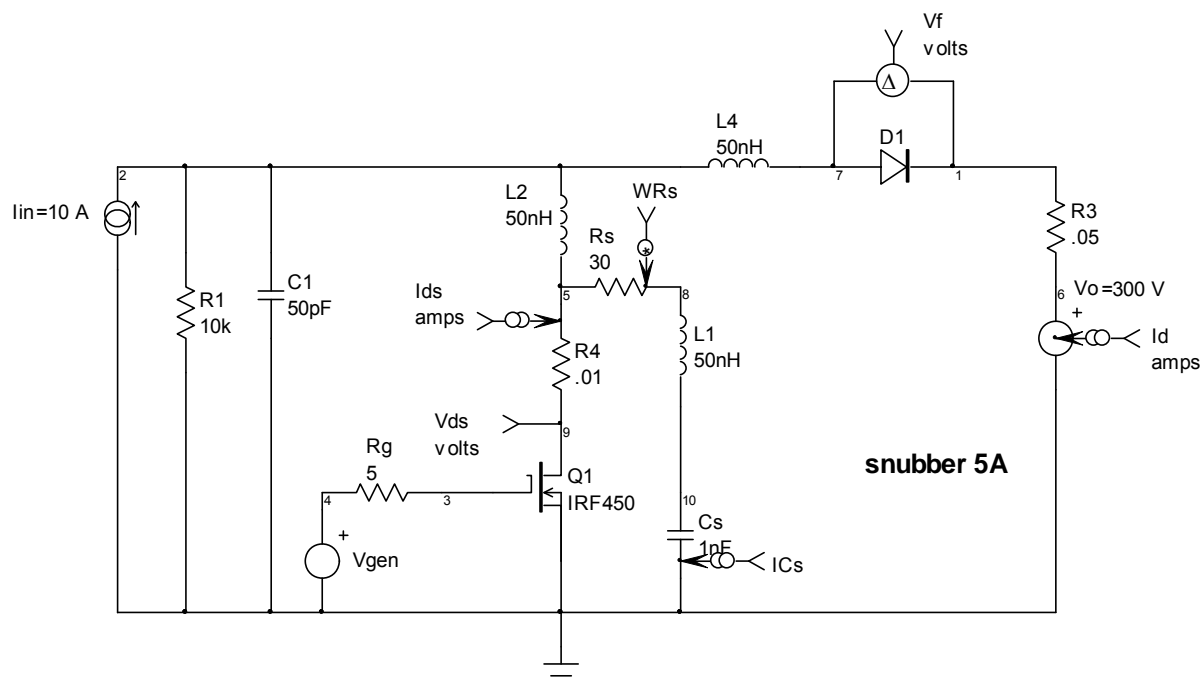 Vf
volts
Δ
L4
50nH
D1
2
7
1
L2
50nH
WRs
*
Iin=10 A
Rs
30
R3
.05
R1
10k
C1
50pF
5
8
6
Vo=300 V
+
Ids
amps
L1
50nH
Id
amps
R4
.01
Vds
volts
9
Rg
5
snubber 5A
4
3
Q1
IRF450
10
Cs
1nF
+
Vgen
ICs